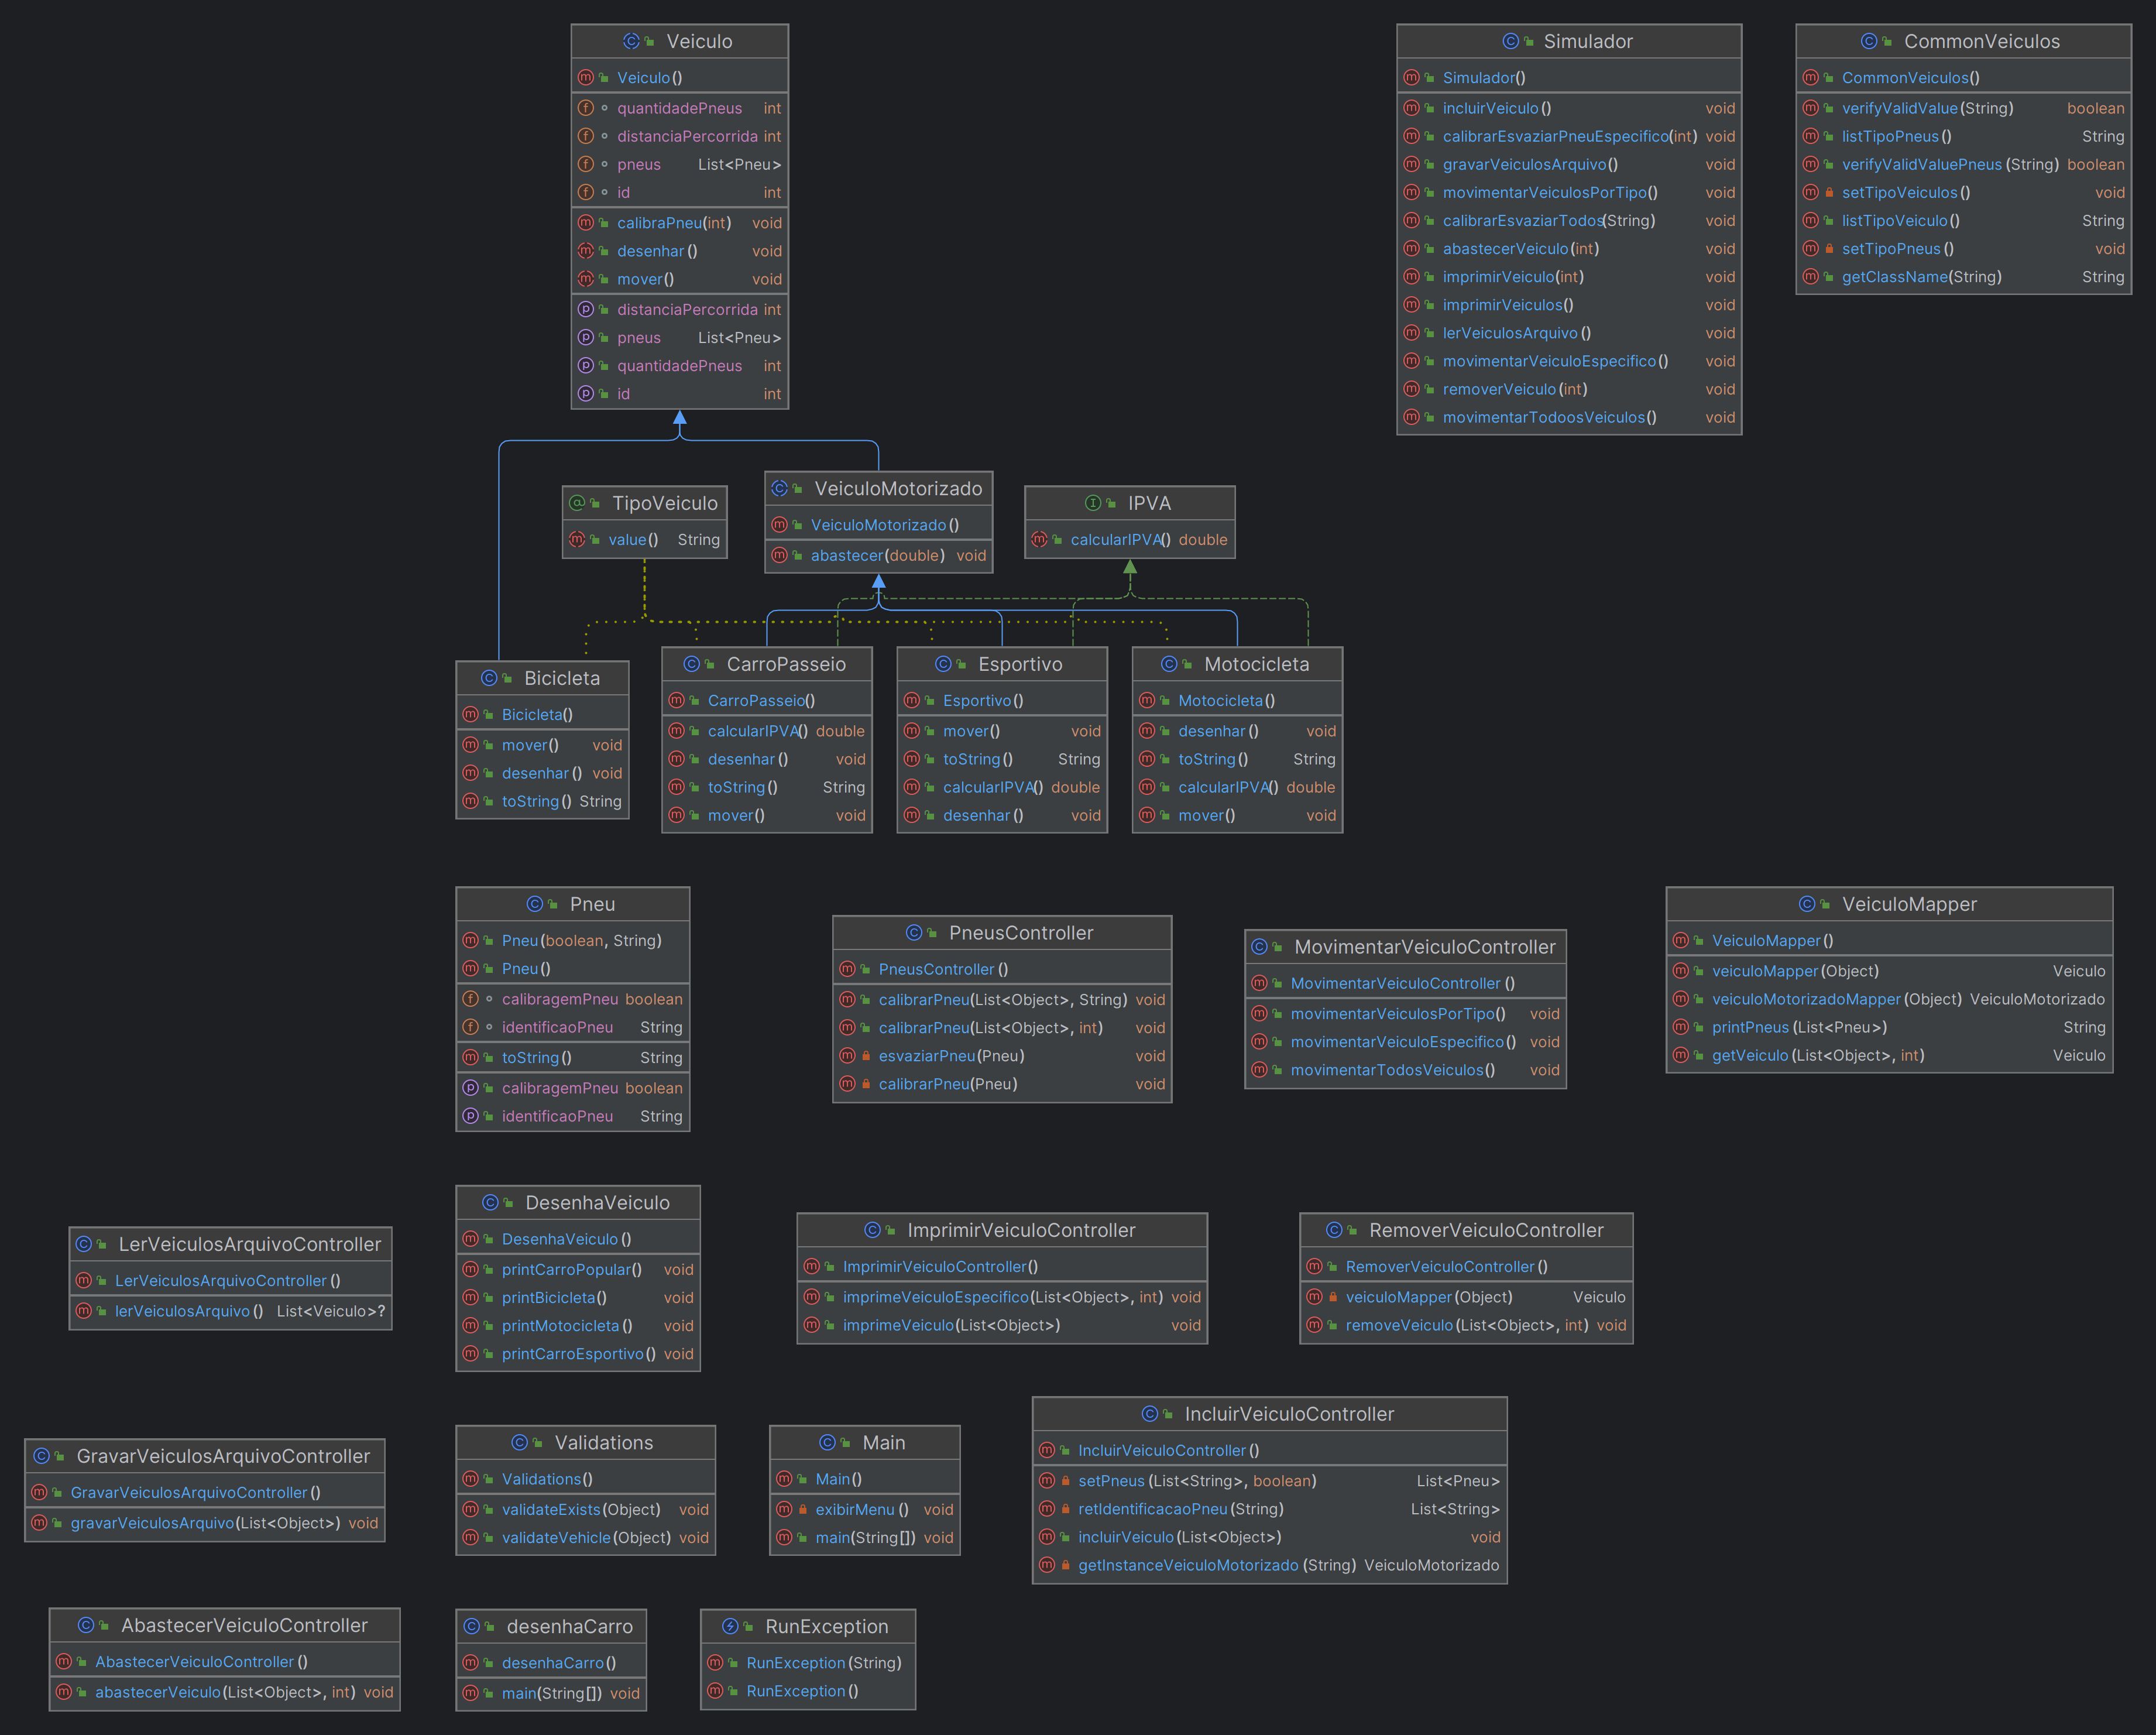 Veiculo
Veiculo()
quantidadePneus int
distanciaPercorrida int
pneus List<Pneu>
id int
calibraPneu(int) void
desenhar() void
mover() void
distanciaPercorrida int
pneus List<Pneu>
quantidadePneus int
id int
Simulador
Simulador()
incluirVeiculo() void
calibrarEsvaziarPneuEspecifico(int) void
gravarVeiculosArquivo() void
movimentarVeiculosPorTipo() void
calibrarEsvaziarTodos(String) void
abastecerVeiculo(int) void
imprimirVeiculo(int) void
imprimirVeiculos() void
lerVeiculosArquivo() void
movimentarVeiculoEspecifico() void
removerVeiculo(int) void
movimentarTodoosVeiculos() void
CommonVeiculos
CommonVeiculos()
verifyValidValue(String) boolean
listTipoPneus() String
verifyValidValuePneus(String) boolean
setTipoVeiculos() void
listTipoVeiculo() String
setTipoPneus() void
getClassName(String) String
TipoVeiculo
value() String
VeiculoMotorizado
VeiculoMotorizado()
abastecer(double) void
IPVA
calcularIPVA() double
Bicicleta
Bicicleta()
mover() void
desenhar() void
toString() String
CarroPasseio
CarroPasseio()
calcularIPVA() double
desenhar() void
toString() String
mover() void
Esportivo
Esportivo()
mover() void
toString() String
calcularIPVA() double
desenhar() void
Motocicleta
Motocicleta()
desenhar() void
toString() String
calcularIPVA() double
mover() void
Pneu
Pneu(boolean, String)
Pneu()
calibragemPneu boolean
identificaoPneu String
toString() String
calibragemPneu boolean
identificaoPneu String
PneusController
PneusController()
calibrarPneu(List<Object>, String) void
calibrarPneu(List<Object>, int) void
esvaziarPneu(Pneu) void
calibrarPneu(Pneu) void
MovimentarVeiculoController
MovimentarVeiculoController()
movimentarVeiculosPorTipo() void
movimentarVeiculoEspecifico() void
movimentarTodosVeiculos() void
VeiculoMapper
VeiculoMapper()
veiculoMapper(Object) Veiculo
veiculoMotorizadoMapper(Object) VeiculoMotorizado
printPneus(List<Pneu>) String
getVeiculo(List<Object>, int) Veiculo
LerVeiculosArquivoController
LerVeiculosArquivoController()
lerVeiculosArquivo() List<Veiculo>?
DesenhaVeiculo
DesenhaVeiculo()
printCarroPopular() void
printBicicleta() void
printMotocicleta() void
printCarroEsportivo() void
ImprimirVeiculoController
ImprimirVeiculoController()
imprimeVeiculoEspecifico(List<Object>, int) void
imprimeVeiculo(List<Object>) void
RemoverVeiculoController
RemoverVeiculoController()
veiculoMapper(Object) Veiculo
removeVeiculo(List<Object>, int) void
GravarVeiculosArquivoController
GravarVeiculosArquivoController()
gravarVeiculosArquivo(List<Object>) void
Validations
Validations()
validateExists(Object) void
validateVehicle(Object) void
Main
Main()
exibirMenu() void
main(String[]) void
IncluirVeiculoController
IncluirVeiculoController()
setPneus(List<String>, boolean) List<Pneu>
retIdentificacaoPneu(String) List<String>
incluirVeiculo(List<Object>) void
getInstanceVeiculoMotorizado(String) VeiculoMotorizado
AbastecerVeiculoController
AbastecerVeiculoController()
abastecerVeiculo(List<Object>, int) void
desenhaCarro
desenhaCarro()
main(String[]) void
RunException
RunException(String)
RunException()